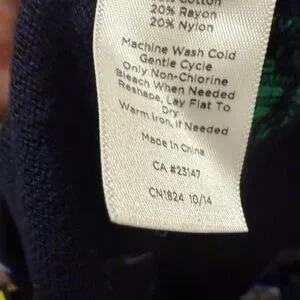 Cotton
20% Rayon
20% Nylon
Machine Wash Cold
Gentle Cycle
Only Non-Chlorine
Bleach When Needed
Reshape, Lay Flat To
Dry
Warm Iron, if Needed
Made in China
CA #23147
CN1824 10/14